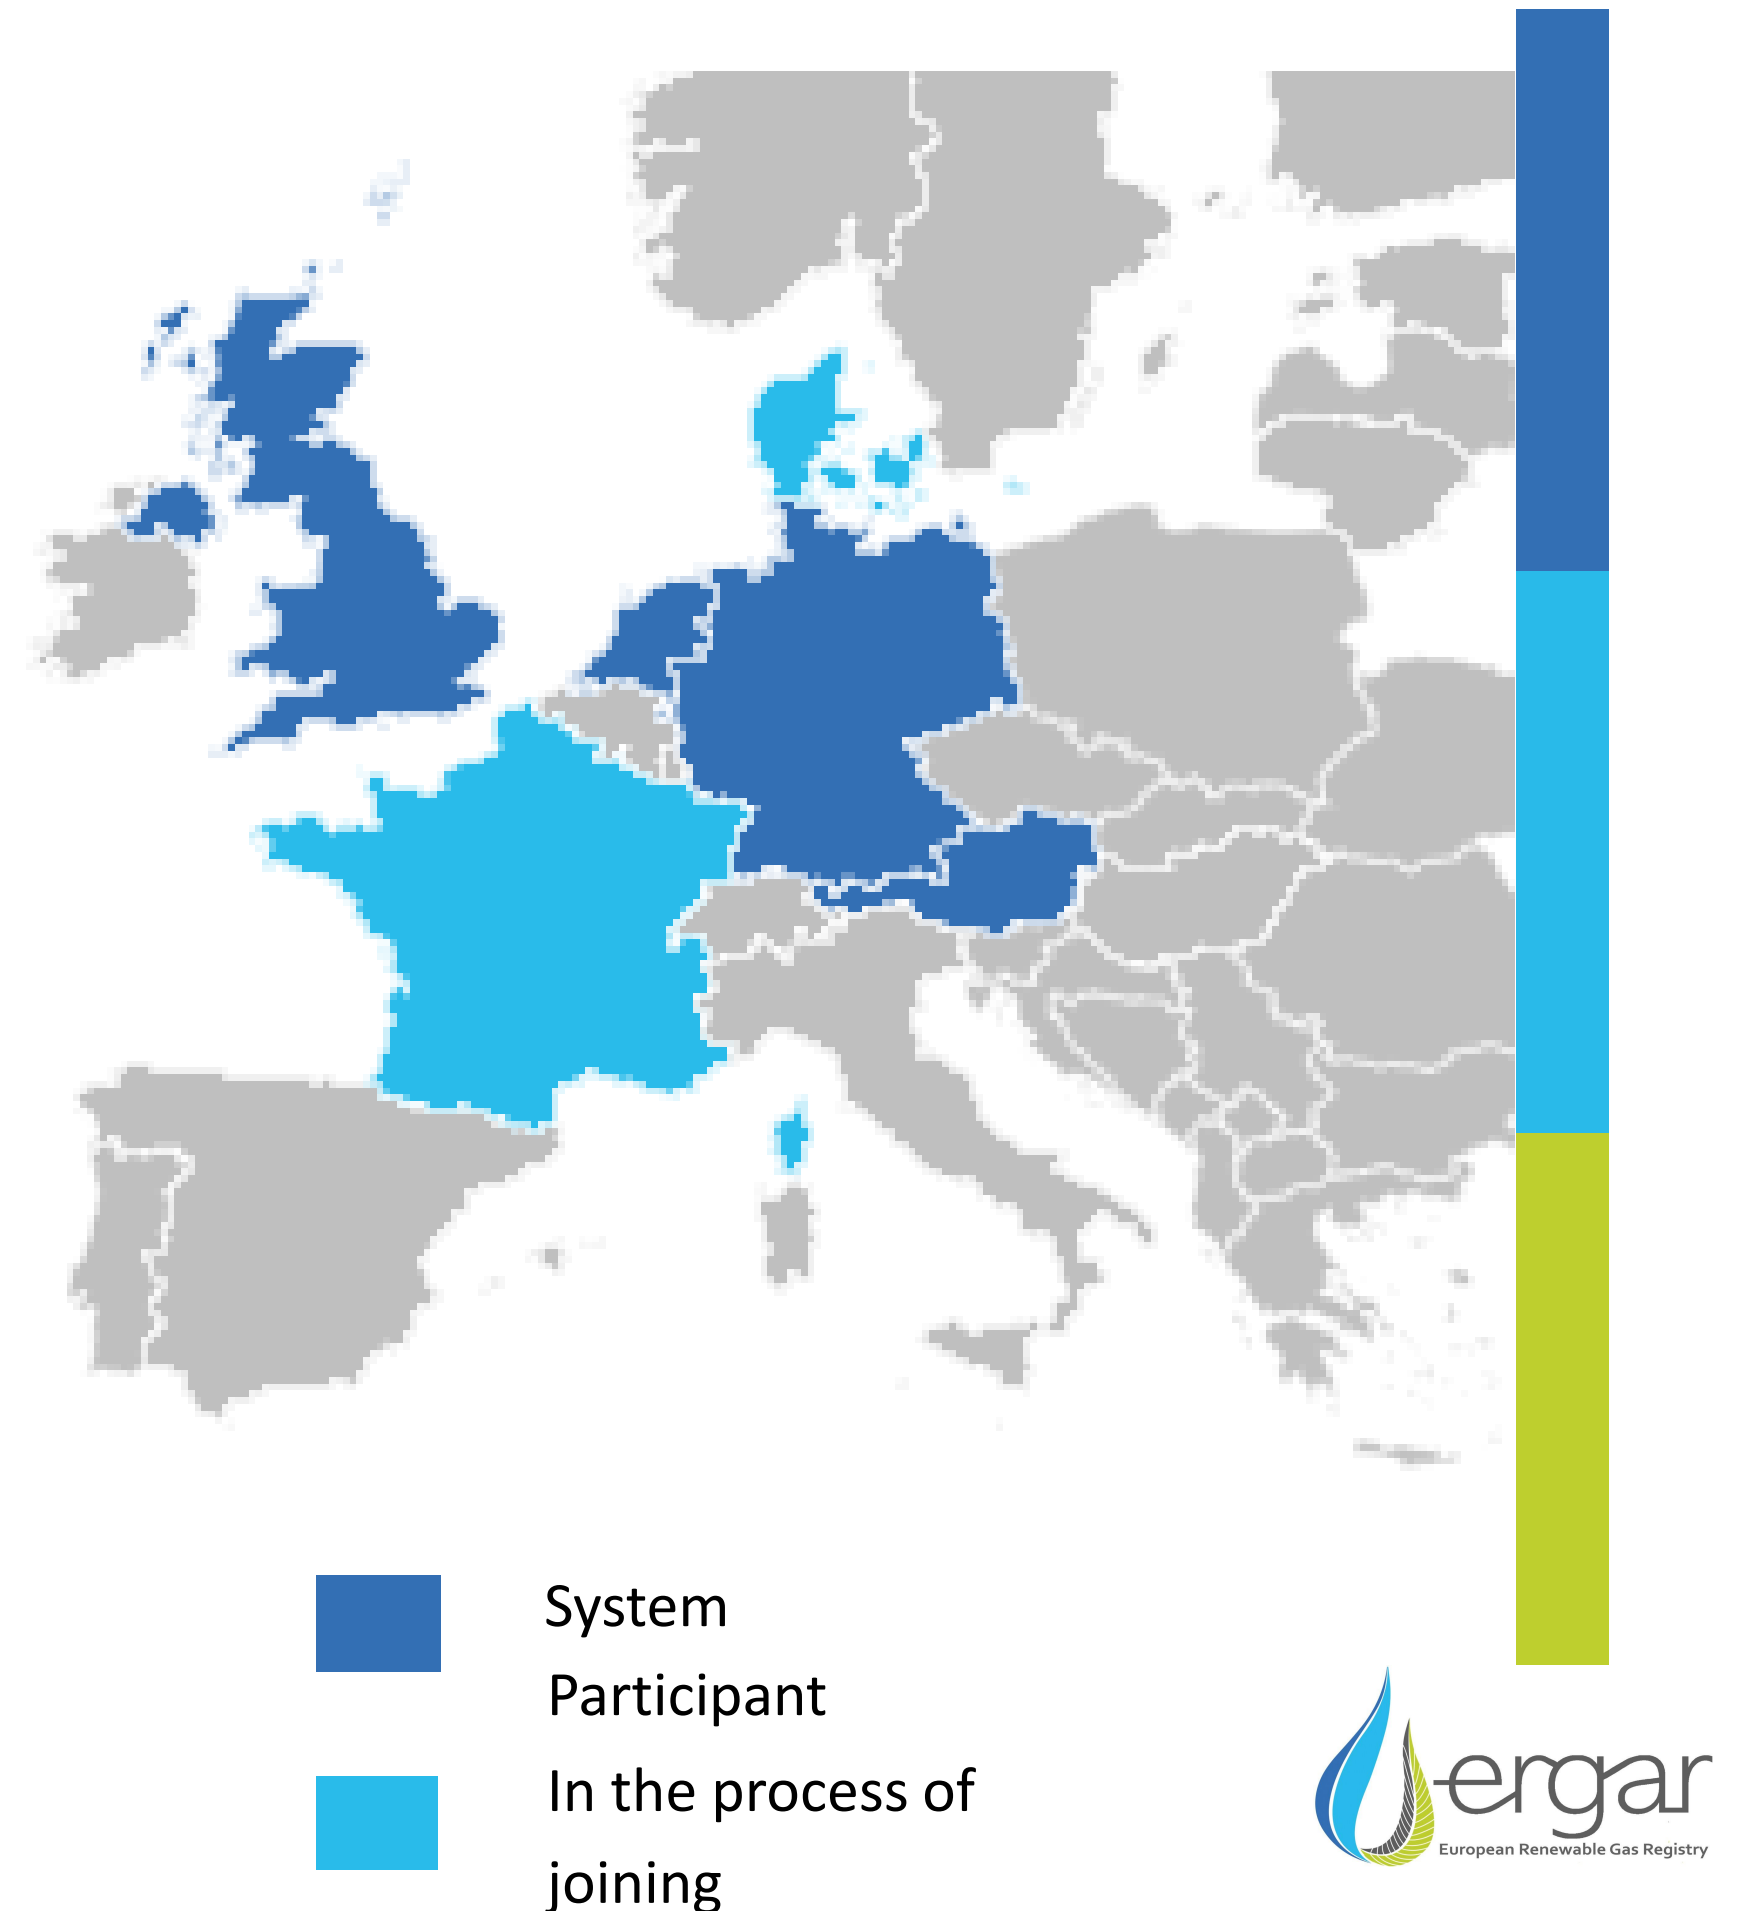 System
Participant
In the process of
joining
ergar
European Renewable Gas Registry